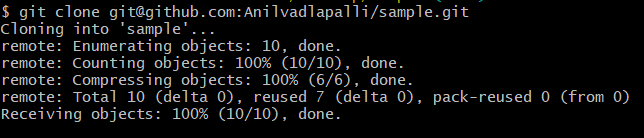 $ git clone git@github.com:Anilvadlapalli/sample.git
Cloning into 'sample'...
remote: Enumerating objects: 10, done.
remote: Counting objects: 100% (10/10), done.
remote: Compressing objects: 100% (6/6), done.
remote: Total 10 (delta 0), reused 7 (delta 0), pack-reused 0 (from 0)
Receiving objects: 100% (10/10), done.